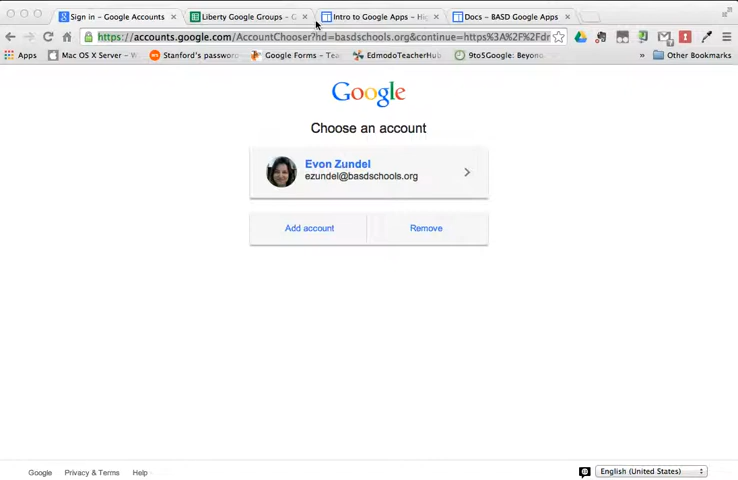 Sign in – Google Accounts
Liberty Google Groups - G
Intro to Google Apps – Hig
Docs – BASD Google Apps
https://accounts.google.com/AccountChooser?hd=basdschools.org&continue=https%3A%2F%2Fdr
Apps
Mac OS X Server – W
Stanford's password
Google Forms – Tea
EdmodoTeacherHub
9to5Google: Beyon
»
Other Bookmarks
Google
Choose an account
Evon Zundel
ezundel@basdschools.org
Add account
Remove
Google
Privacy & Terms
Help
English (United States)